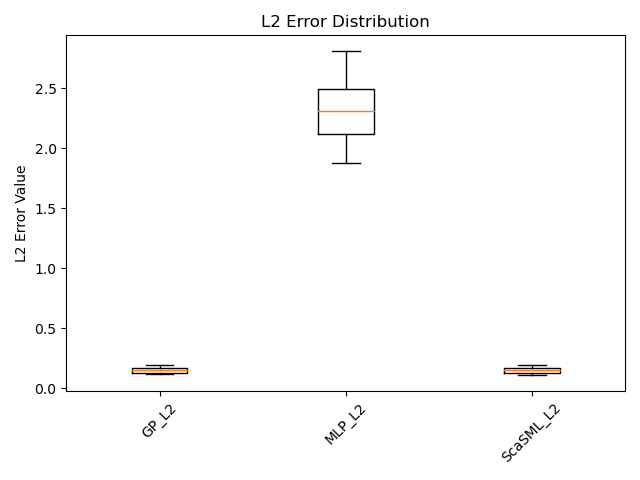 L2 Error Distribution
L2 Error Value
2.5
2.0
1.5
1.0
0.5
0.0
GP_L2
MLP_L2
ScaSML_L2